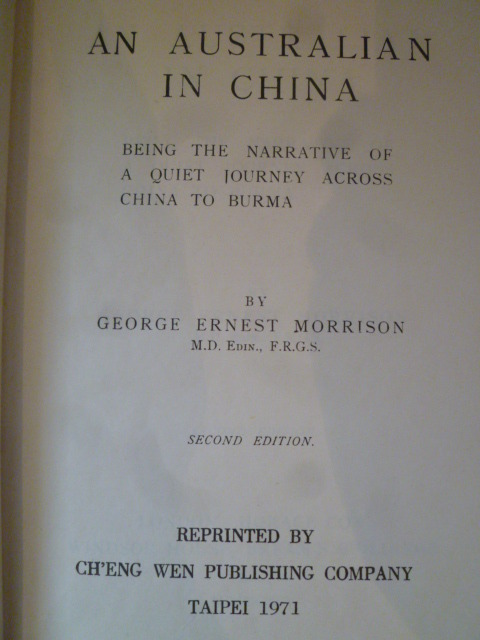 AN AUSTRALIAN
IN CHINA
BEING THE NARRATIVE OF
A QUIET JOURNEY ACROSS
CHINA TO BURMA
BY
GEORGE ERNEST MORRISON
M.D. EDIN., F.R.G.S.
SECOND EDITION.
REPRINTED BY
CH'ENG WEN PUBLISHING COMPANY
TAIPEI 1971